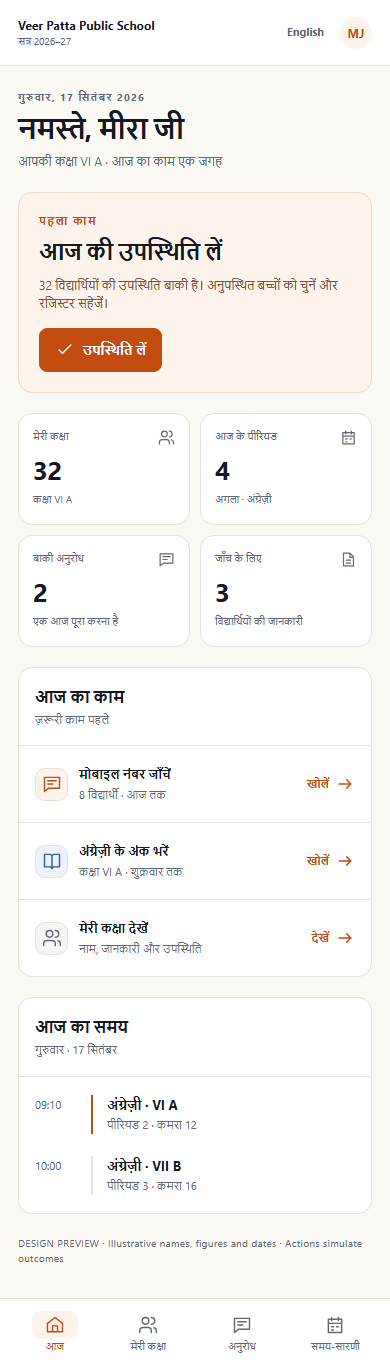 Veer Patta Public School
सत्र 2026–27
English
MJ
गुरुवार, 17 सितंबर 2026
नमस्ते, मीरा जी
आपकी कक्षा VI A · आज का काम एक जगह
पहला काम
आज की उपस्थिति लें
32 विद्यार्थियों की उपस्थिति बाकी है। अनुपस्थित बच्चों को चुनें और
रजिस्टर सहेजें।
उपस्थिति लें
मेरी कक्षा
32
कक्षा VI A
आज के पीरियड
4
अगला · अंग्रेज़ी
बाकी अनुरोध
2
एक आज पूरा करना है
जाँच के लिए
3
विद्यार्थियों की जानकारी
आज का काम
ज़रूरी काम पहले
मोबाइल नंबर जाँचें
8 विद्यार्थी · आज तक
खोलें
अंग्रेज़ी के अंक भरें
कक्षा VI A · शुक्रवार तक
खोलें
मेरी कक्षा देखें
नाम, जानकारी और उपस्थिति
देखें
आज का समय
गुरुवार · 17 सितंबर
09:10
अंग्रेज़ी · VI A
पीरियड 2 · कमरा 12
10:00
अंग्रेज़ी · VII B
पीरियड 3 · कमरा 16
DESIGN PREVIEW · Illustrative names, figures and dates · Actions simulate
outcomes
आज
मेरी कक्षा
अनुरोध
समय-सारणी